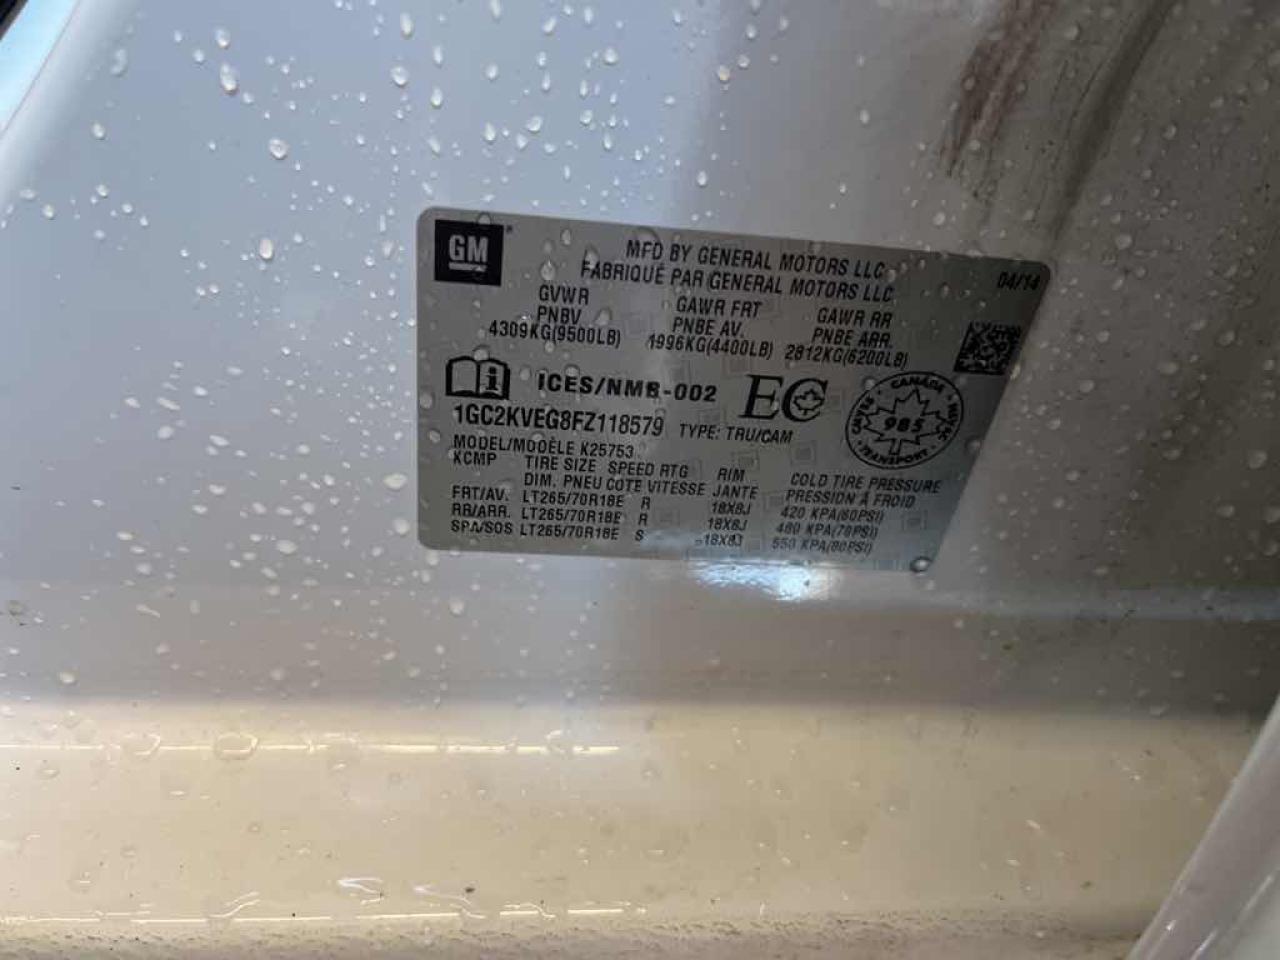 GM
MFD BY GENERAL MOTORS LLC
FABRIQUÉ PAR GENERAL MOTORS LLC
04/14
GVWR GAWR FRT GAWR RR
PNBV PNBE AV. PNBE ARR.
4309KG(9500LB) 1996KG(4400LB) 2812KG(6200LB)
ICES/NMB-002 EC
CANADA
985
TRANSPORT
1GC2KVEG8FZ118579 TYPE: TRU/CAM
MODEL/MODÈLE K25753
KCMP TIRE SIZE SPEED RTG RIM COLD TIRE PRESSURE
DIM. PNEU COTE VITESSE JANTE PRESSION À FROID
FRT/AV. LT265/70R18E R 18X8J 420 KPA(60PSI)
RR/ARR. LT265/70R18E R 18X8J 480 KPA(70PSI)
SPA/SOS LT265/70R18E S 18X8J 550 KPA(80PSI)